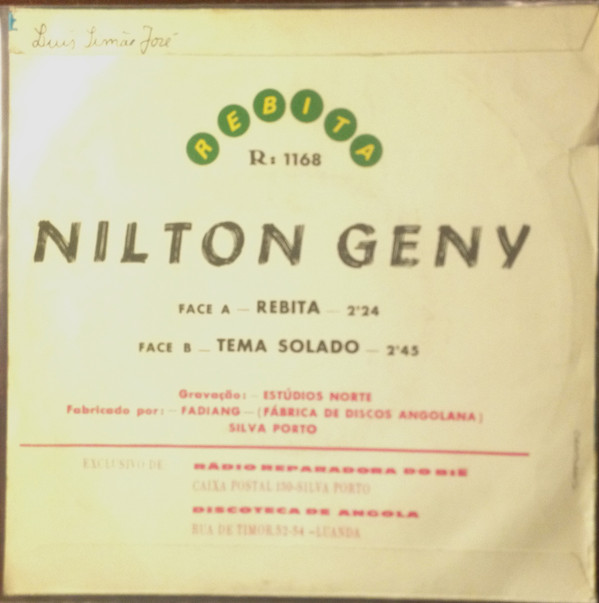 Luís Simão José
REBITA
R: 1168
NILTON GENY
FACE A — REBITA — 2'24
FACE B — TEMA SOLADO — 2'45
Gravação: — ESTÚDIOS NORTE
Fabricado por: — FADIANG — (FÁBRICA DE DISCOS ANGOLANA)
SILVA PORTO
EXCLUSIVO DE: RÁDIO REPARADORA DO BIÉ
CAIXA POSTAL 130-SILVA PORTO
DISCOTECA DE ANGOLA
RUA DE TIMOR, 52-54 -LUANDA